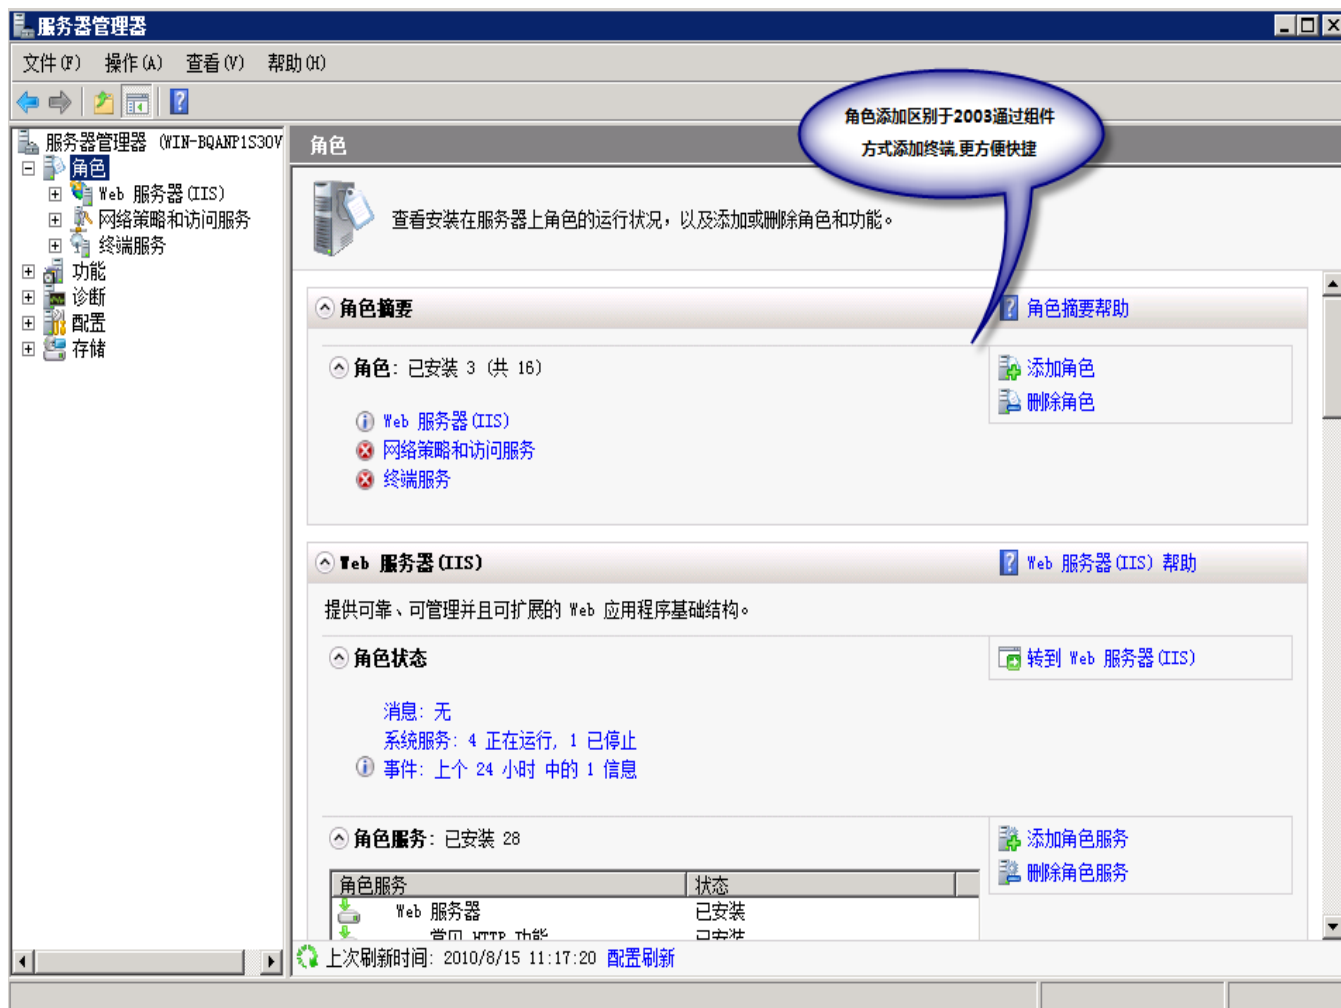 服务器管理器
文件(F) 操作(A) 查看(V) 帮助(H)
服务器管理器 (WIN-BQANP1S3OV
角色
Web 服务器(IIS)
网络策略和访问服务
终端服务
功能
诊断
配置
存储
角色
角色添加区别于2003通过组件
方式添加终端,更方便快捷
查看安装在服务器上角色的运行状况，以及添加或删除角色和功能。
角色摘要
角色摘要帮助
角色: 已安装 3 (共 16)
添加角色
删除角色
Web 服务器(IIS)
网络策略和访问服务
终端服务
Web 服务器(IIS)
Web 服务器(IIS) 帮助
提供可靠、可管理并且可扩展的 Web 应用程序基础结构。
角色状态
转到 Web 服务器(IIS)
消息: 无
系统服务: 4 正在运行, 1 已停止
事件: 上个 24 小时 中的 1 信息
角色服务: 已安装 28
添加角色服务
删除角色服务
角色服务 状态
Web 服务器 已安装
常见 HTTP 功能 已安装
上次刷新时间: 2010/8/15 11:17:20 配置刷新